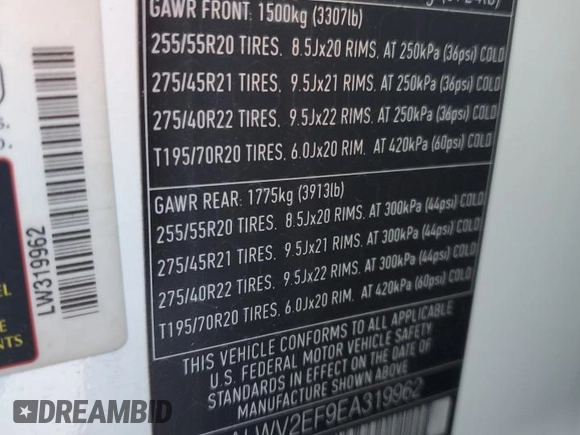 GAWR FRONT: 1500kg (3307lb)
255/55R20 TIRES. 8.5Jx20 RIMS. AT 250kPa (36psi) COLD
275/45R21 TIRES. 9.5Jx21 RIMS. AT 250kPa (36psi) COLD
275/40R22 TIRES. 9.5Jx22 RIMS. AT 250kPa (36psi) COLD
T195/70R20 TIRES. 6.0Jx20 RIM. AT 420kPa (60psi) COLD
GAWR REAR: 1775kg (3913lb)
255/55R20 TIRES. 8.5Jx20 RIMS. AT 300kPa (44psi) COLD
275/45R21 TIRES. 9.5Jx21 RIMS. AT 300kPa (44psi) COLD
275/40R22 TIRES. 9.5Jx22 RIMS. AT 300kPa (44psi) COLD
T195/70R20 TIRES. 6.0Jx20 RIM. AT 420kPa (60psi) COLD
THIS VEHICLE CONFORMS TO ALL APPLICABLE
U.S. FEDERAL MOTOR VEHICLE SAFETY
STANDARDS IN EFFECT ON THE DATE OF
WV2EF9EA319962
LW319962
DREAMBID